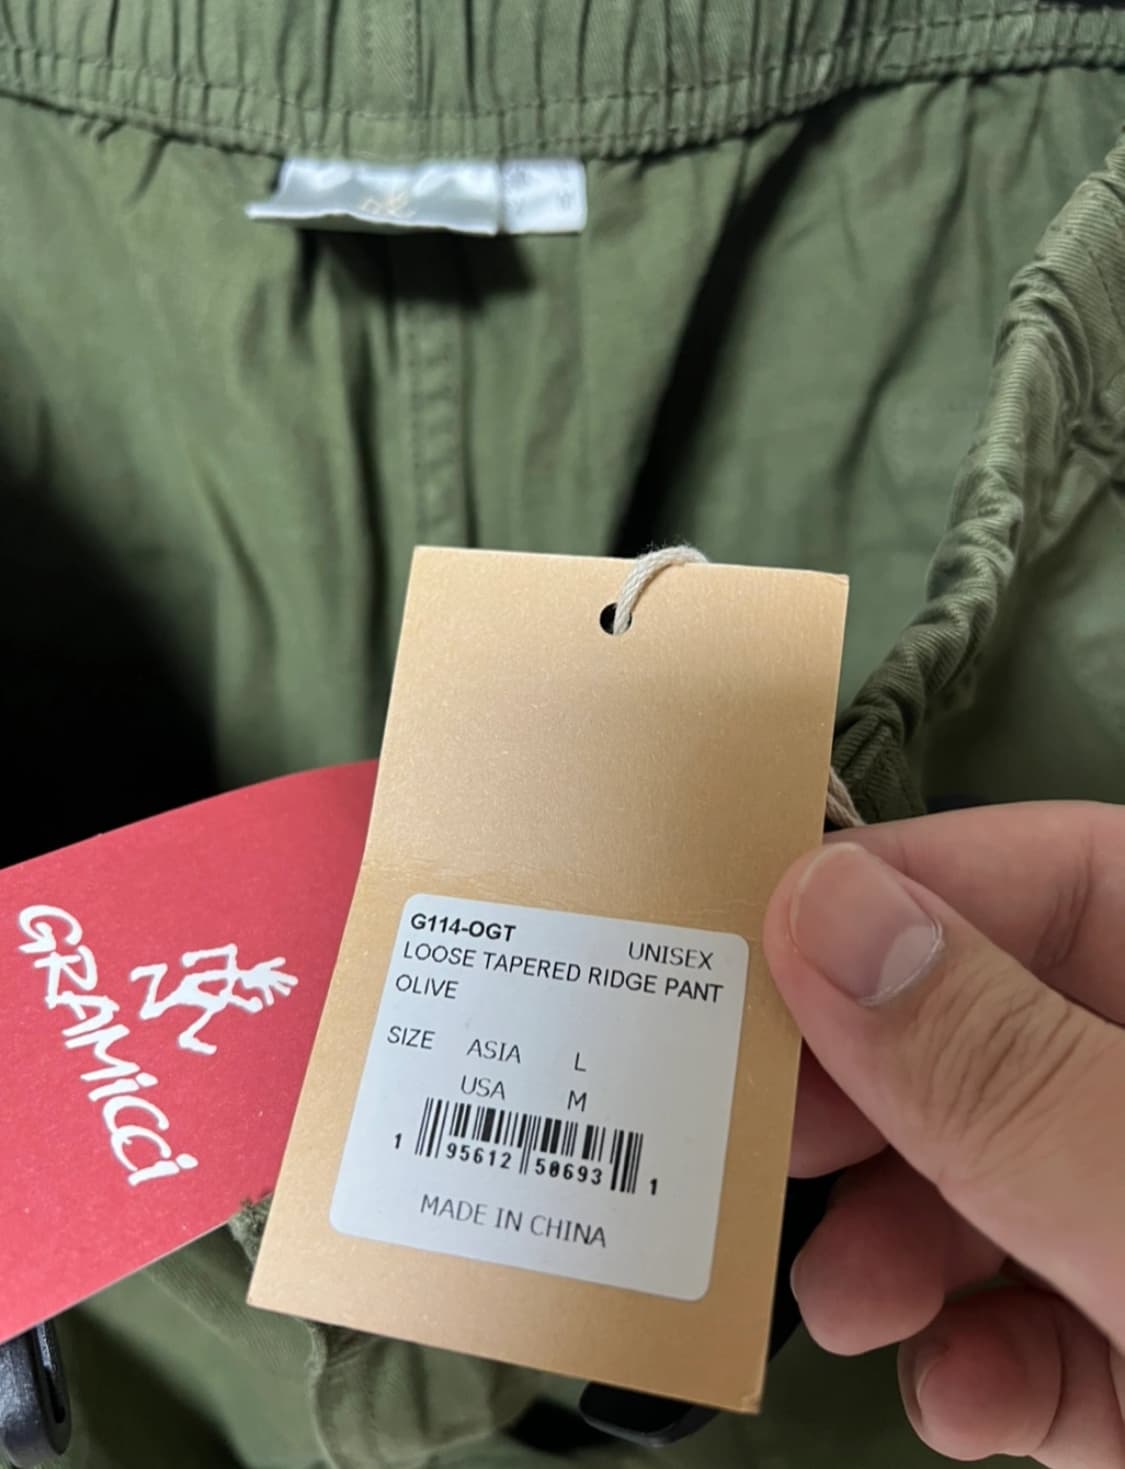 GRAMiCCi
G114-OGT
UNISEX
LOOSE TAPERED RIDGE PANT
OLIVE
SIZE ASIA L
USA M
1 95612 50693 1
MADE IN CHINA